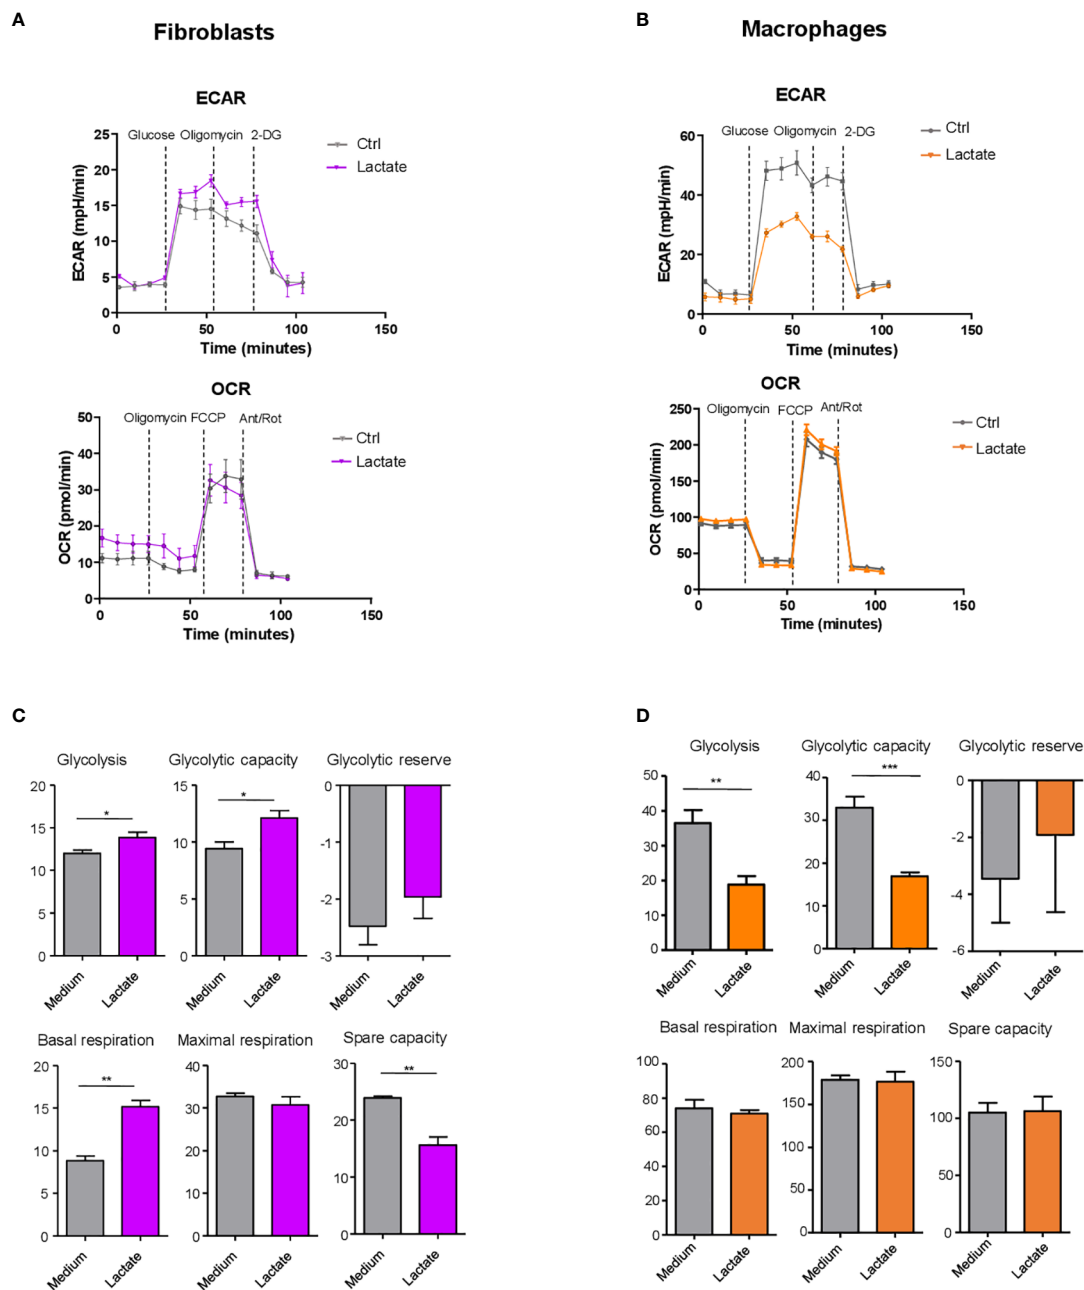 A
Fibroblasts
B
Macrophages
ECAR
Glucose Oligomycin 2-DG
Ctrl
Lactate
25
20
15
10
5
0
ECAR (mpH/min)
0 50 100 150
Time (minutes)
ECAR
Glucose Oligomycin 2-DG
Ctrl
Lactate
60
40
20
0
ECAR (mpH/min)
0 50 100 150
Time (minutes)
OCR
Oligomycin FCCP Ant/Rot
Ctrl
Lactate
50
40
30
20
10
0
OCR (pmol/min)
0 50 100 150
Time (minutes)
OCR
Oligomycin FCCP Ant/Rot
Ctrl
Lactate
250
200
150
100
50
0
OCR (pmol/min)
0 50 100 150
Time (minutes)
C
Glycolysis
20
15
10
5
0
*
Medium Lactate
Glycolytic capacity
15
10
5
0
*
Medium Lactate
Glycolytic reserve
0
-1
-2
-3
Medium Lactate
Basal respiration
20
15
10
5
0
**
Medium Lactate
Maximal respiration
40
30
20
10
0
Medium Lactate
Spare capacity
30
20
10
0
**
Medium Lactate
D
Glycolysis
50
40
30
20
10
0
**
Medium Lactate
Glycolytic capacity
40
30
20
10
0
***
Medium Lactate
Glycolytic reserve
0
-2
-4
-6
Medium Lactate
Basal respiration
100
80
60
40
20
0
Medium Lactate
Maximal respiration
200
150
100
50
0
Medium Lactate
Spare capacity
150
100
50
0
Medium Lactate